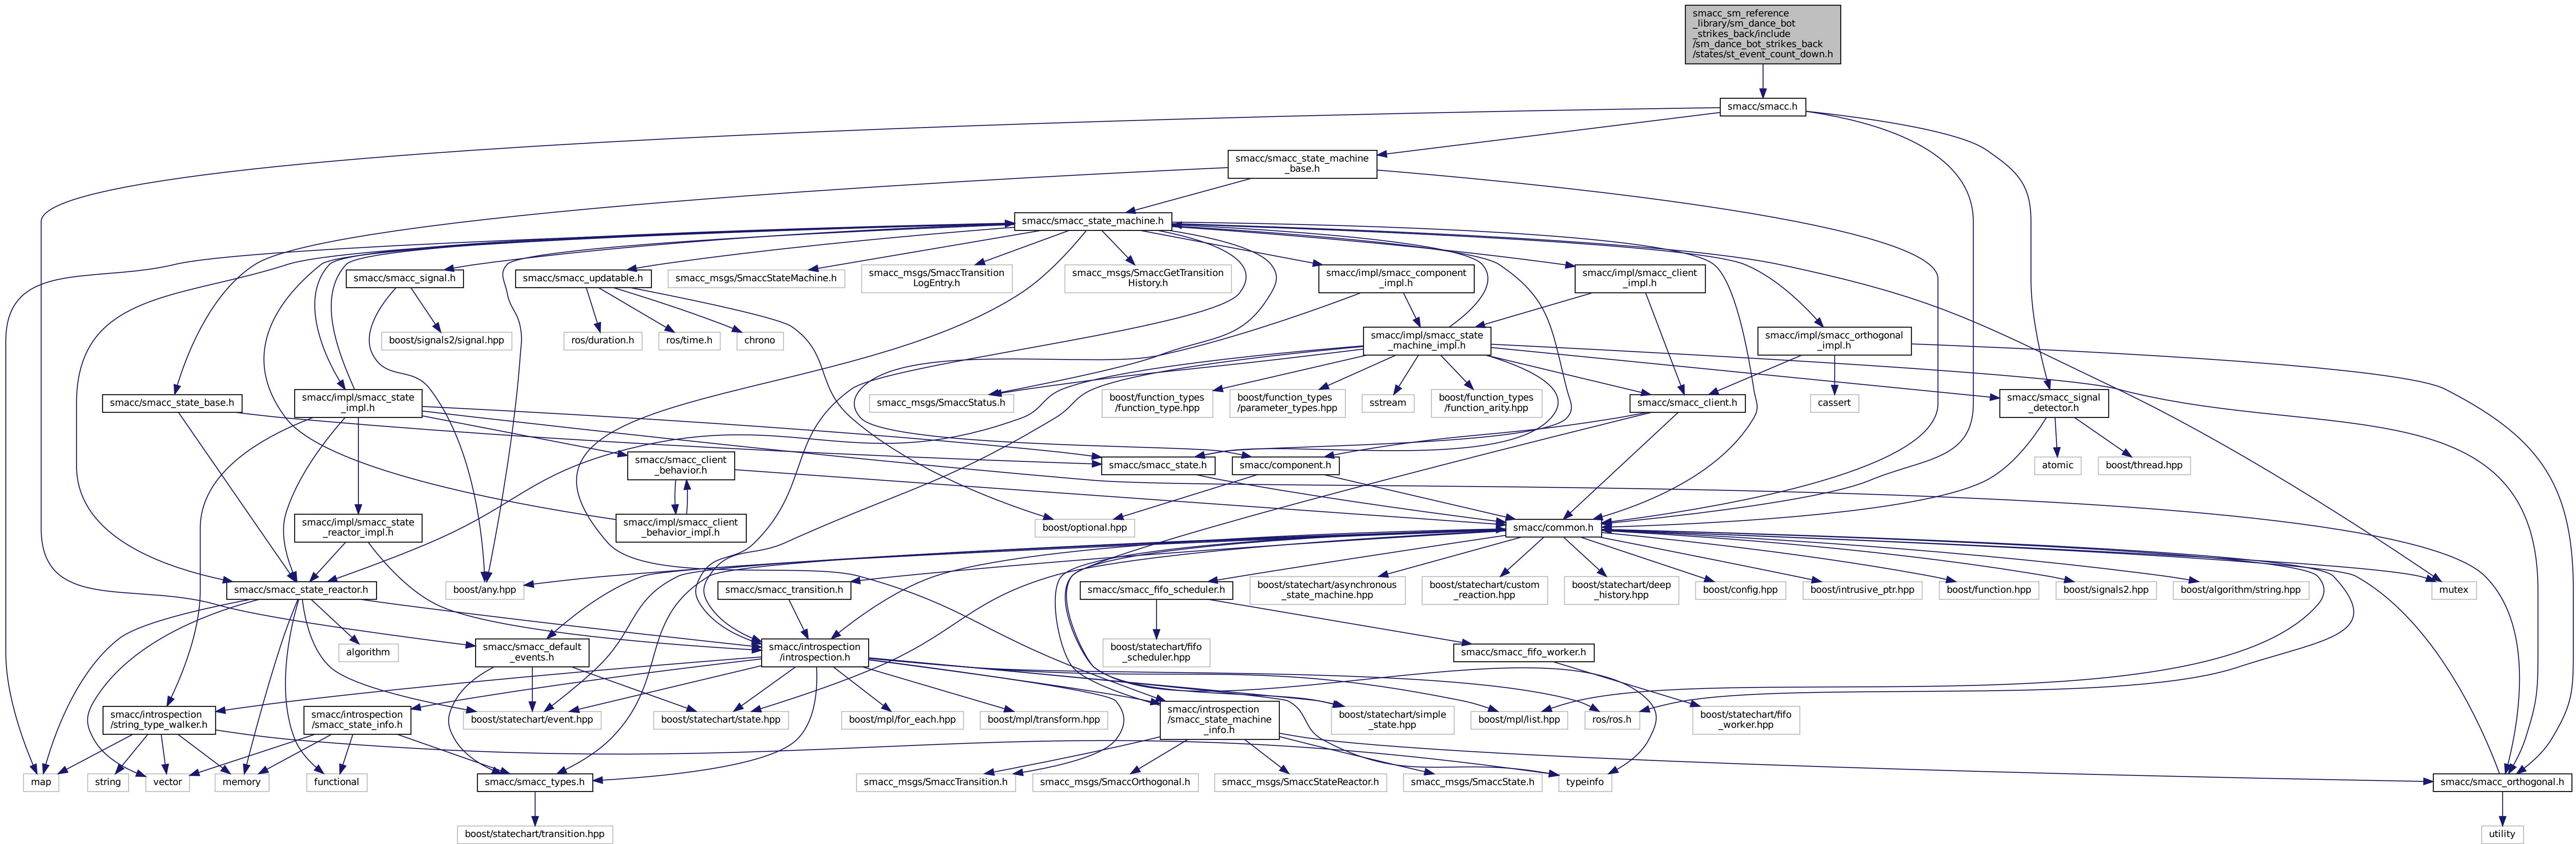 smacc_sm_reference
_library/sm_dance_bot
_strikes_back/include
/sm_dance_bot_strikes_back
/states/st_event_count_down.h
smacc/smacc.h
smacc/smacc_state_machine
_base.h
smacc/smacc_state_machine.h
smacc/smacc_signal.h
smacc/smacc_updatable.h
smacc_msgs/SmaccStateMachine.h
smacc_msgs/SmaccTransition
LogEntry.h
smacc_msgs/SmaccGetTransition
History.h
smacc/impl/smacc_component
_impl.h
smacc/impl/smacc_client
_impl.h
boost/signals2/signal.hpp
ros/duration.h
ros/time.h
chrono
smacc/impl/smacc_state
_machine_impl.h
smacc/impl/smacc_orthogonal
_impl.h
smacc/smacc_state_base.h
smacc/impl/smacc_state
_impl.h
smacc_msgs/SmaccStatus.h
boost/function_types
/function_type.hpp
boost/function_types
/parameter_types.hpp
sstream
boost/function_types
/function_arity.hpp
smacc/smacc_client.h
cassert
smacc/smacc_signal
_detector.h
smacc/smacc_client
_behavior.h
smacc/smacc_state.h
smacc/component.h
atomic
boost/thread.hpp
smacc/impl/smacc_state
_reactor_impl.h
smacc/impl/smacc_client
_behavior_impl.h
boost/optional.hpp
smacc/common.h
smacc/smacc_state_reactor.h
boost/any.hpp
smacc/smacc_transition.h
smacc/smacc_fifo_scheduler.h
boost/statechart/asynchronous
_state_machine.hpp
boost/statechart/custom
_reaction.hpp
boost/statechart/deep
_history.hpp
boost/config.hpp
boost/intrusive_ptr.hpp
boost/function.hpp
boost/signals2.hpp
boost/algorithm/string.hpp
mutex
algorithm
smacc/smacc_default
_events.h
smacc/introspection
/introspection.h
boost/statechart/fifo
_scheduler.hpp
smacc/smacc_fifo_worker.h
smacc/introspection
/string_type_walker.h
smacc/introspection
/smacc_state_info.h
boost/statechart/event.hpp
boost/statechart/state.hpp
boost/mpl/for_each.hpp
boost/mpl/transform.hpp
smacc/introspection
/smacc_state_machine
_info.h
boost/statechart/simple
_state.hpp
boost/mpl/list.hpp
ros/ros.h
boost/statechart/fifo
_worker.hpp
map
string
vector
memory
functional
smacc/smacc_types.h
smacc_msgs/SmaccTransition.h
smacc_msgs/SmaccOrthogonal.h
smacc_msgs/SmaccStateReactor.h
smacc_msgs/SmaccState.h
typeinfo
smacc/smacc_orthogonal.h
boost/statechart/transition.hpp
utility